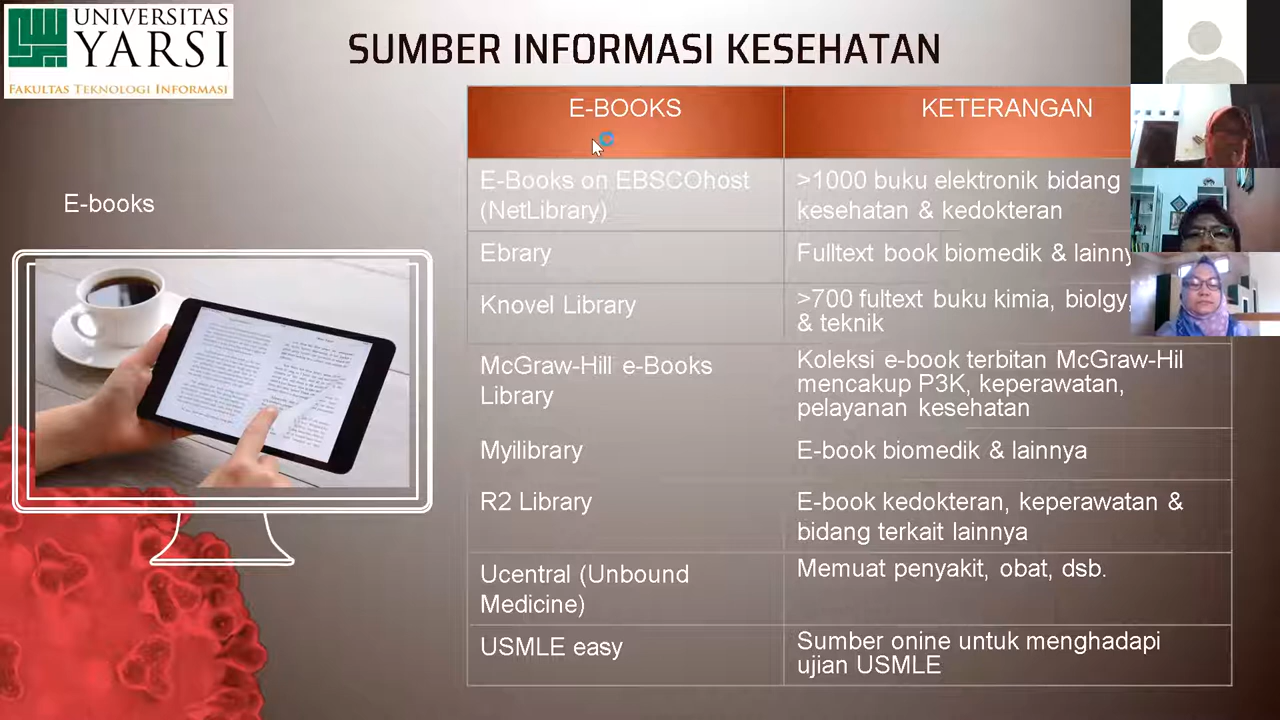 UNIVERSITAS
YARSI
FAKULTAS TEKNOLOGI INFORMASI
SUMBER INFORMASI KESEHATAN
E-books
E-BOOKS
KETERANGAN
E-Books on EBSCOhost
(NetLibrary)
>1000 buku elektronik bidang
kesehatan & kedokteran
Ebrary
Fulltext book biomedik & lainny
Knovel Library
>700 fultext buku kimia, biolgy,
& teknik
McGraw-Hill e-Books
Library
Koleksi e-book terbitan McGraw-Hil
mencakup P3K, keperawatan,
pelayanan kesehatan
Myilibrary
E-book biomedik & lainnya
R2 Library
E-book kedokteran, keperawatan &
bidang terkait lainnya
Ucentral (Unbound
Medicine)
Memuat penyakit, obat, dsb.
USMLE easy
Sumber onine untuk menghadapi
ujian USMLE